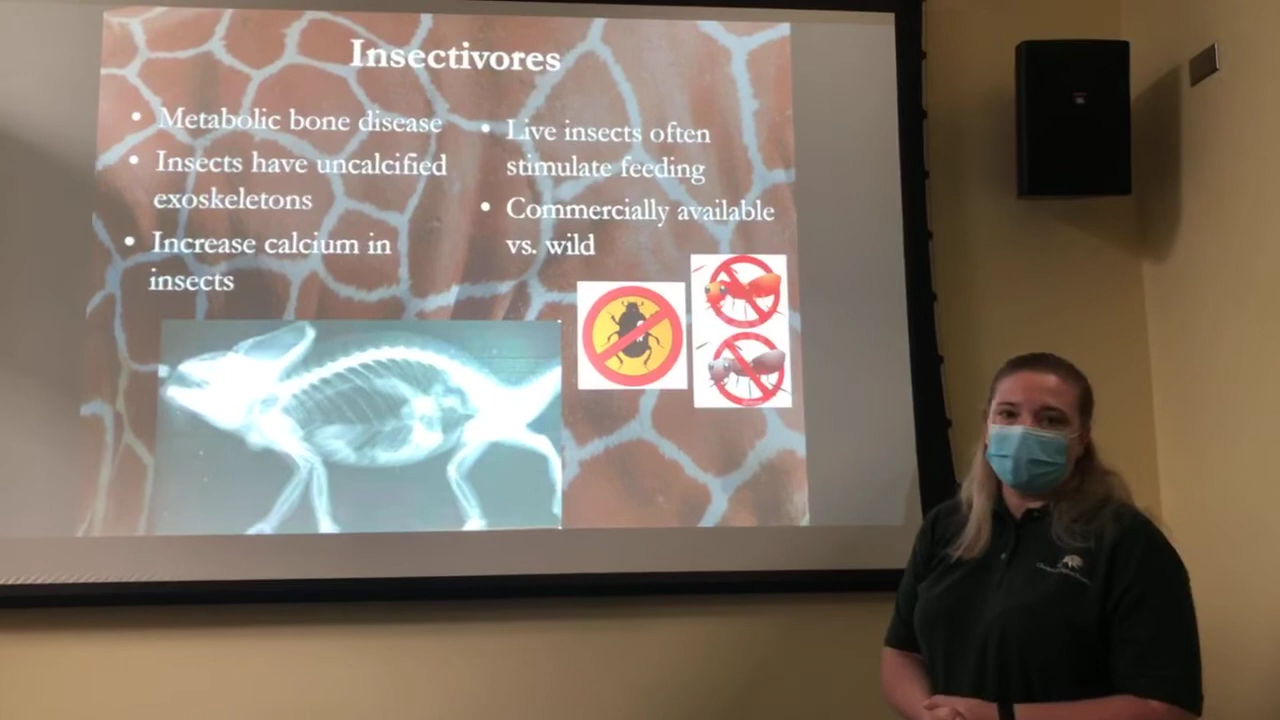 Insectivores
• Metabolic bone disease
• Insects have uncalcified
exoskeletons
• Increase calcium in
insects
• Live insects often
stimulate feeding
• Commercially available
vs. wild